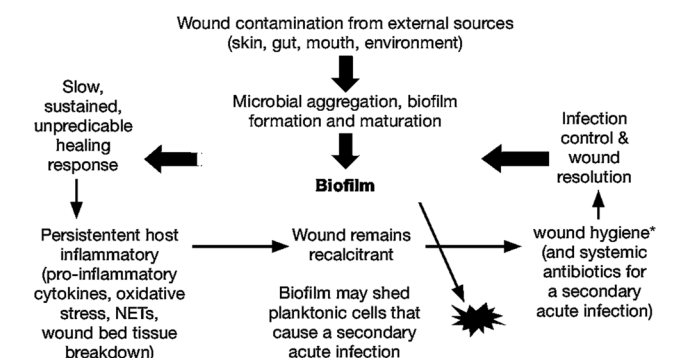 Wound contamination from external sources
(skin, gut, mouth, environment)
Slow,
sustained,
unpredicable
healing
response
Microbial aggregation, biofilm
formation and maturation
Infection
control &
wound
resolution
Biofilm
Persistentent host
inflammatory
(pro-inflammatory
cytokines, oxidative
stress, NETs,
wound bed tissue
breakdown)
Wound remains
recalcitrant
wound hygiene*
(and systemic
antibiotics for
a secondary
acute infection)
Biofilm may shed
planktonic cells that
cause a secondary
acute infection